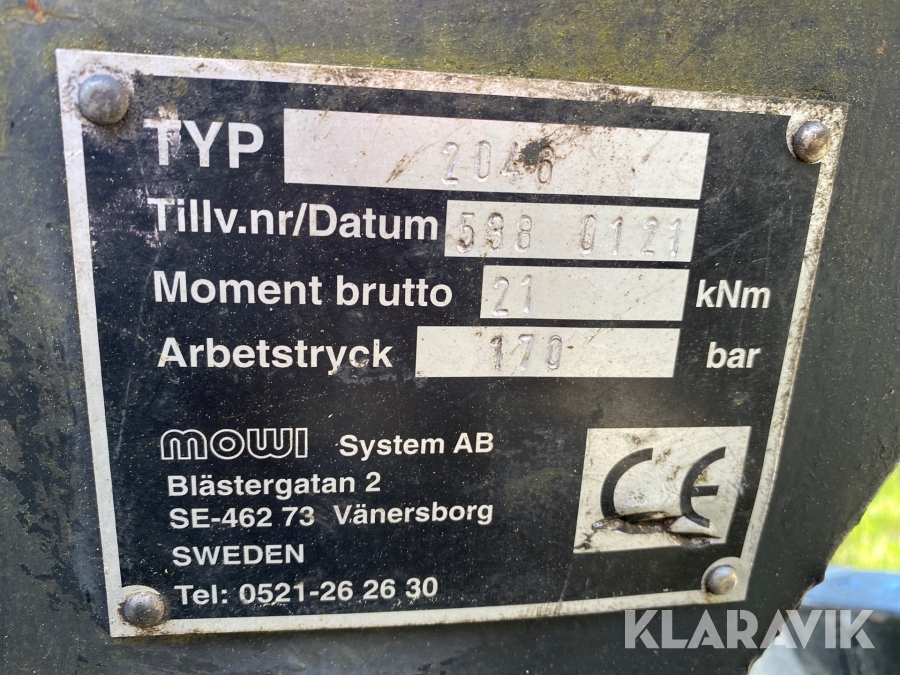 KLARAVIK
TYP 2046
Tillv.nr/Datum 598 0121
Moment brutto 21 kNm
Arbetstryck 170 bar
mowi System AB
Blästergatan 2
SE-462 73 Vänersborg
SWEDEN
Tel: 0521-26 26 30
CE
KLARAVIK